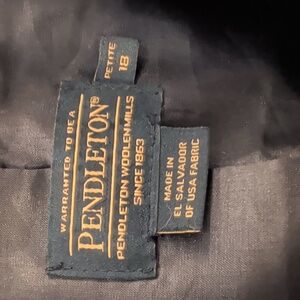 PETITE
18
WARRANTED TO BE A
PENDLETON®
PENDLETON WOOLEN MILLS
SINCE 1863
MADE IN
EL SALVADOR
OF USA FABRIC